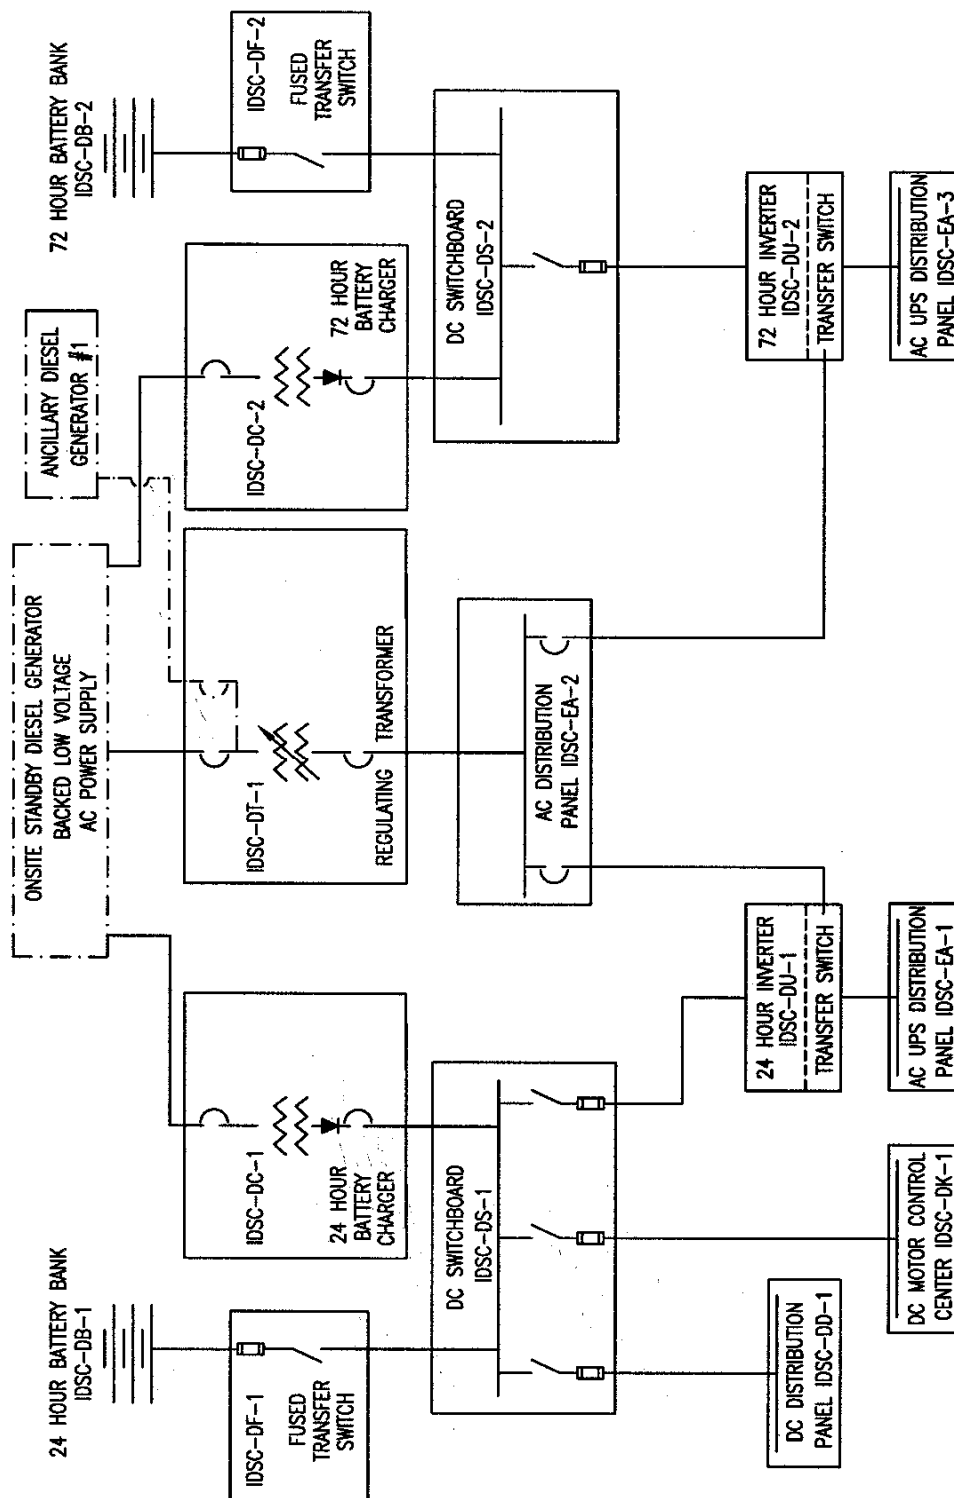 24 HOUR BATTERY BANK
IDSC-DB-1
IDSC-DF-1
FUSED
TRANSFER
SWITCH
ONSITE STANDBY DIESEL GENERATOR
BACKED LOW VOLTAGE
AC POWER SUPPLY
ANCILLARY DIESEL
GENERATOR #1
72 HOUR BATTERY BANK
IDSC-DB-2
IDSC-DF-2
FUSED
TRANSFER
SWITCH
IDSC-DC-1
24 HOUR
BATTERY
CHARGER
IDSC-DT-1
REGULATING TRANSFORMER
IDSC-DC-2
72 HOUR
BATTERY
CHARGER
DC SWITCHBOARD
IDSC-DS-1
AC DISTRIBUTION
PANEL IDSC-EA-2
DC SWITCHBOARD
IDSC-DS-2
24 HOUR INVERTER
IDSC-DU-1
TRANSFER SWITCH
72 HOUR INVERTER
IDSC-DU-2
TRANSFER SWITCH
DC DISTRIBUTION
PANEL IDSC-DD-1
DC MOTOR CONTROL
CENTER IDSC-DK-1
AC UPS DISTRIBUTION
PANEL IDSC-EA-1
AC UPS DISTRIBUTION
PANEL IDSC-EA-3